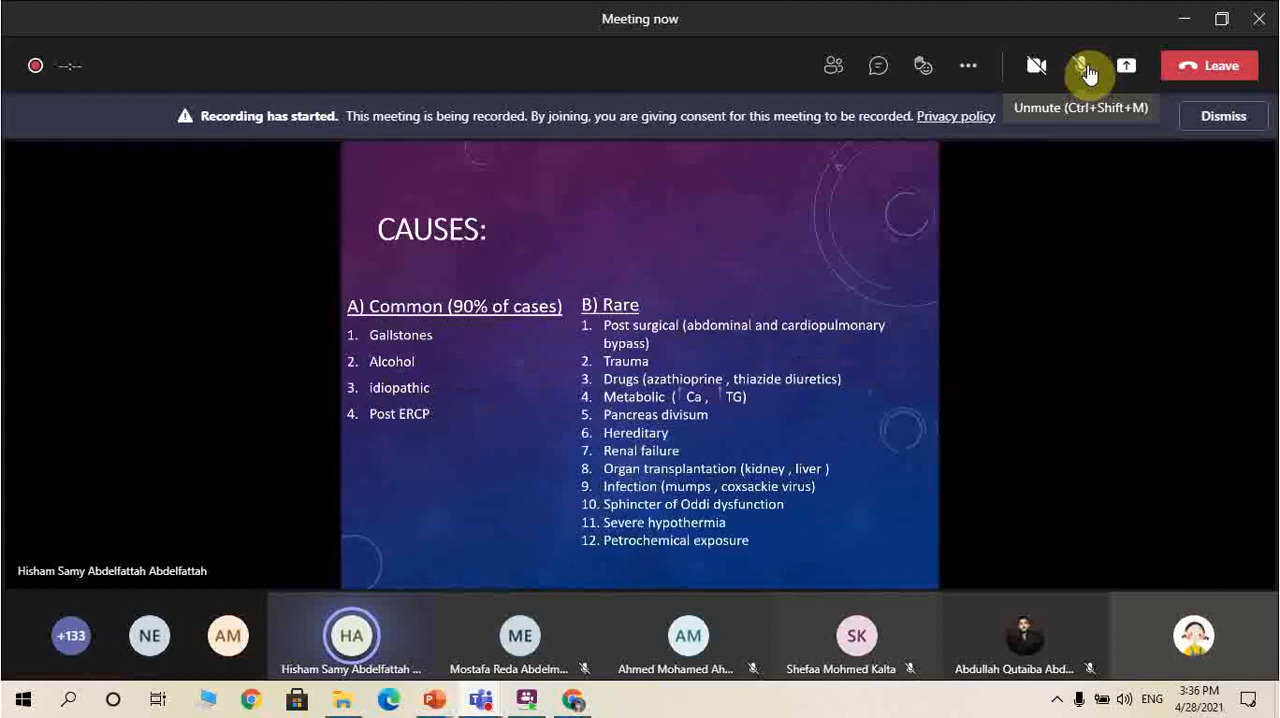 Meeting now
--:--
Leave
Recording has started. This meeting is being recorded. By joining, you are giving consent for this meeting to be recorded. Privacy policy
Unmute (Ctrl+Shift+M)
Dismiss
CAUSES:
A) Common (90% of cases)
1. Gallstones
2. Alcohol
3. idiopathic
4. Post ERCP
B) Rare
1. Post surgical (abdominal and cardiopulmonary
bypass)
2. Trauma
3. Drugs (azathioprine , thiazide diuretics)
4. Metabolic (↑Ca , ↑TG)
5. Pancreas divisum
6. Hereditary
7. Renal failure
8. Organ transplantation (kidney , liver )
9. Infection (mumps , coxsackie virus)
10. Sphincter of Oddi dysfunction
11. Severe hypothermia
12. Petrochemical exposure
Hisham Samy Abdelfattah Abdelfattah
+133
NE
AM
HA
Hisham Samy Abdelfattah ...
ME
Mostafa Reda Abdelm...
AM
Ahmed Mohamed Ah...
SK
Shefaa Mohmed Kalta
Abdullah Qutaiba Abd...
ENG
3:36 PM
4/28/2021